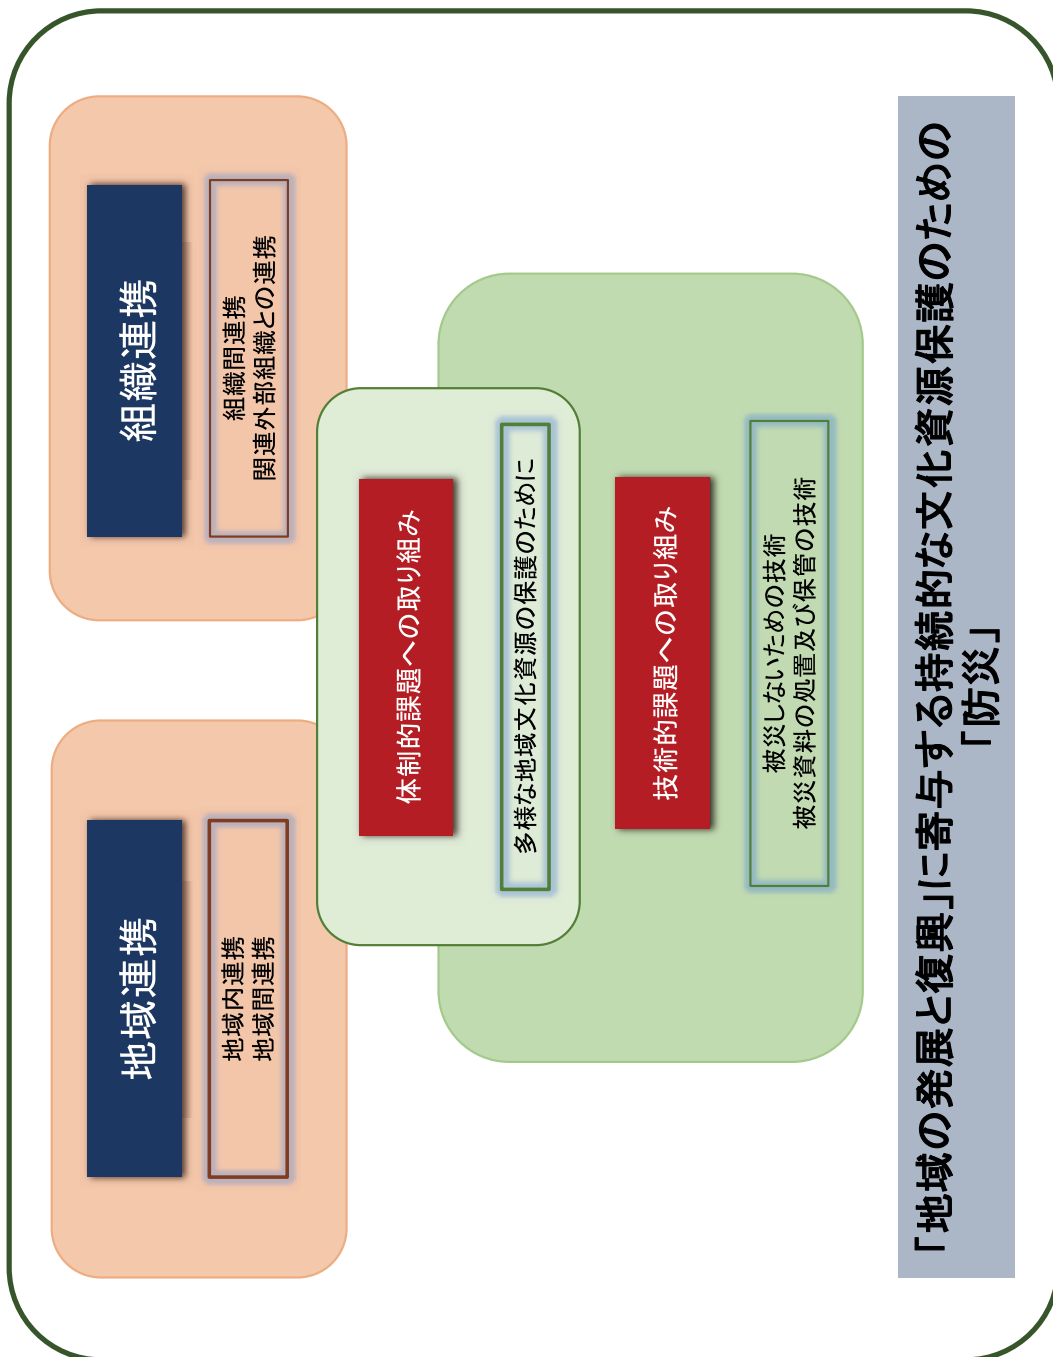 地域連携
地域内連携
地域間連携
組織連携
組織間連携
関連外部組織との連携
体制的課題への取り組み
多様な地域文化資源の保護のために
技術的課題への取り組み
被災しないための技術
被災資料の処置及び保管の技術
「地域の発展と復興」に寄与する持続的な文化資源保護のための
「防災」